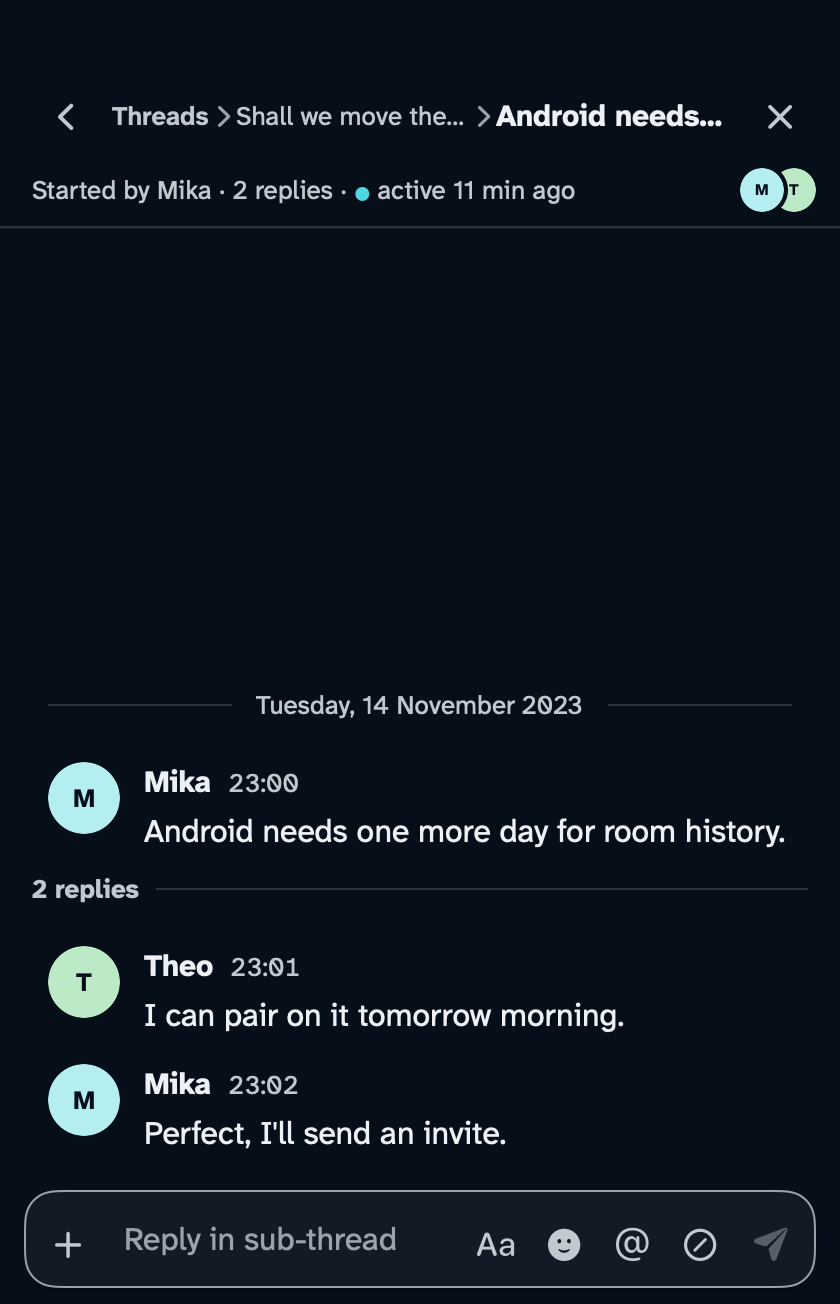 Threads > Shall we move the... > Android needs...
Started by Mika · 2 replies · active 11 min ago
M T
Tuesday, 14 November 2023
M
Mika 23:00
Android needs one more day for room history.
2 replies
T
Theo 23:01
I can pair on it tomorrow morning.
M
Mika 23:02
Perfect, I'll send an invite.
Reply in sub-thread Aa @